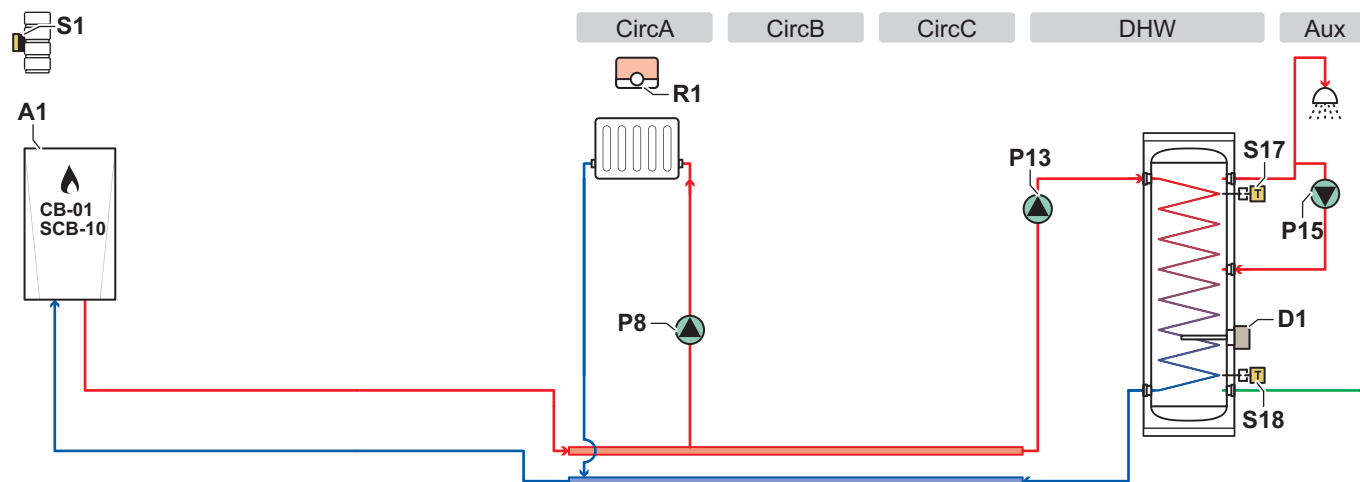 S1
CircA
CircB
CircC
DHW
Aux
R1
A1
CB-01
SCB-10
P13
S17
T
P15
P8
D1
T
S18